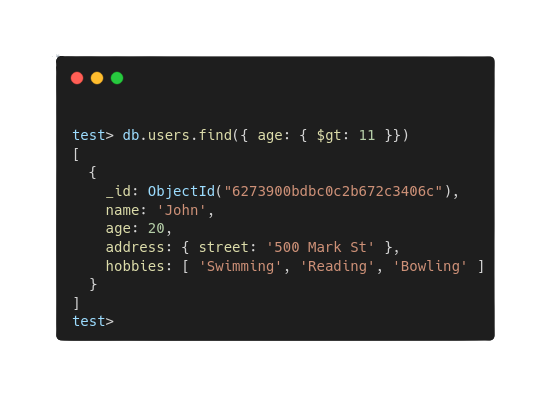 test> db.users.find({ age: { $gt: 11 }})
[
  {
    _id: ObjectId("6273900bdbc0c2b672c3406c"),
    name: 'John',
    age: 20,
    address: { street: '500 Mark St' },
    hobbies: [ 'Swimming', 'Reading', 'Bowling' ]
  }
]
test>